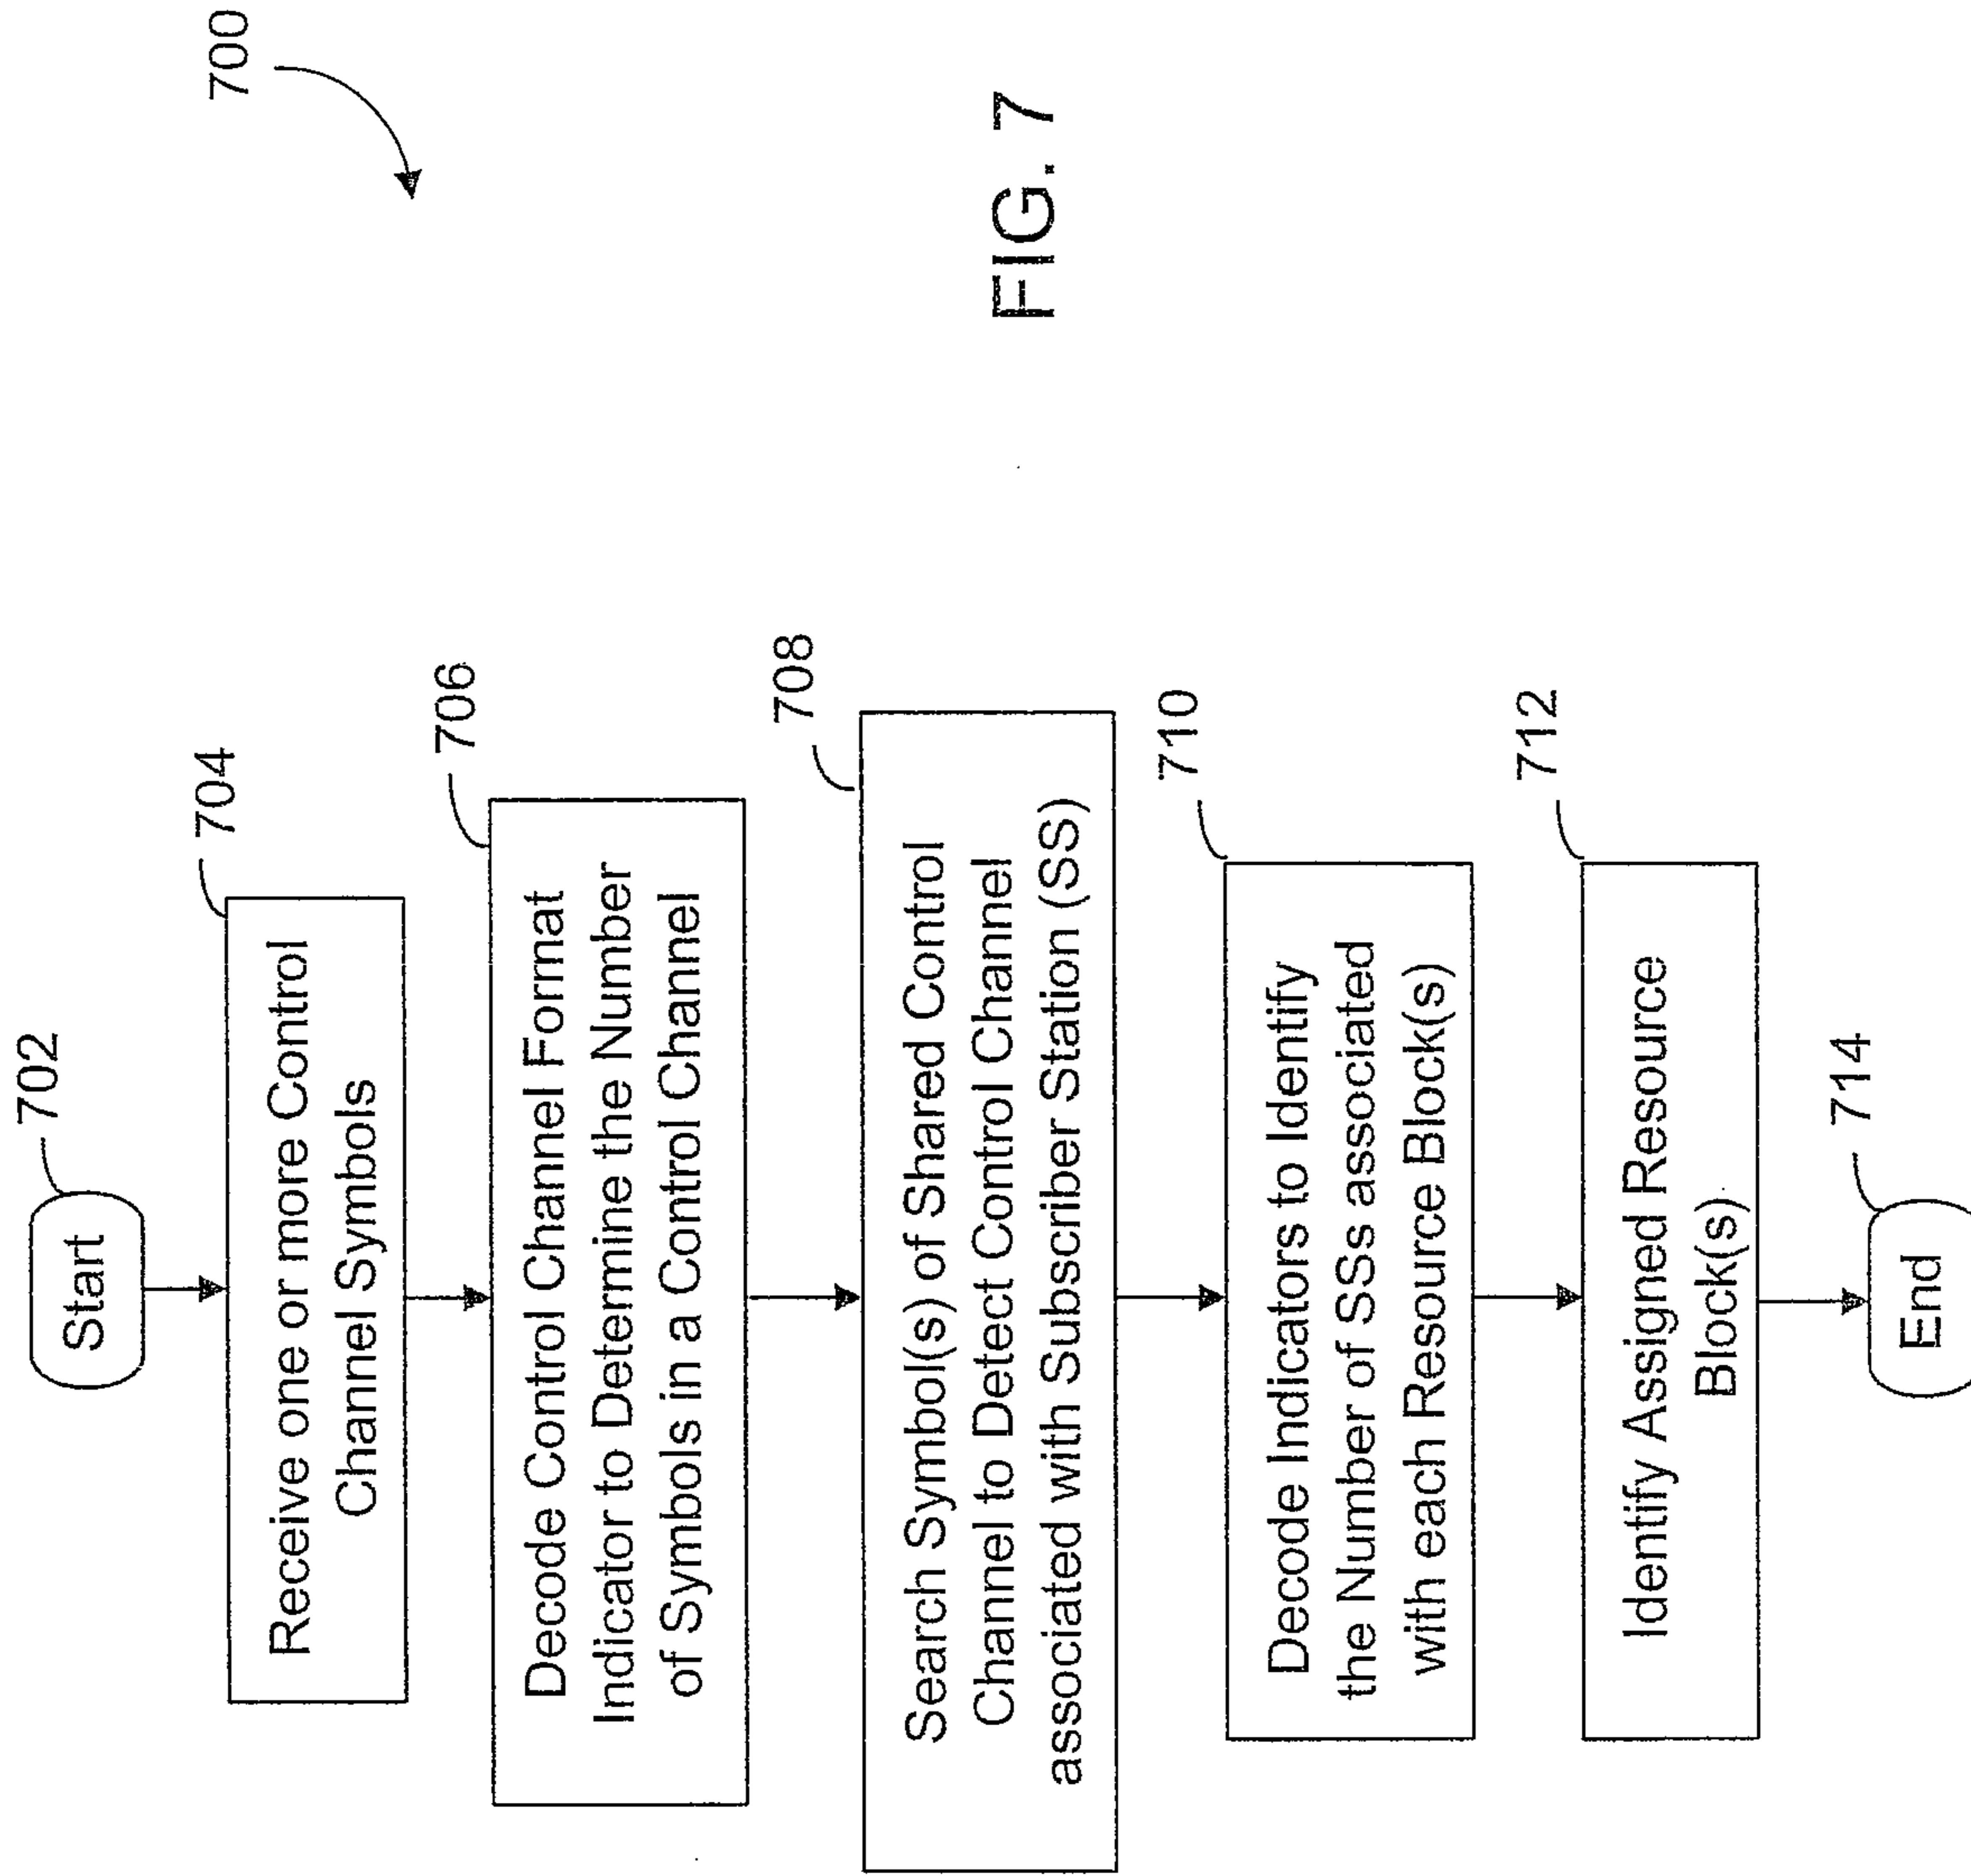 700
702
Start
704
Receive one or more Control
Channel Symbols
706
Decode Control Channel Format
Indicator to Determine the Number
of Symbols in a Control Channel
708
Search Symbol(s) of Shared Control
Channel to Detect Control Channel
associated with Subscriber Station (SS)
710
Decode Indicators to Identify
the Number of SSs associated
with each Resource Block(s)
712
Identify Assigned Resource
Block(s)
714
End
FIG. 7